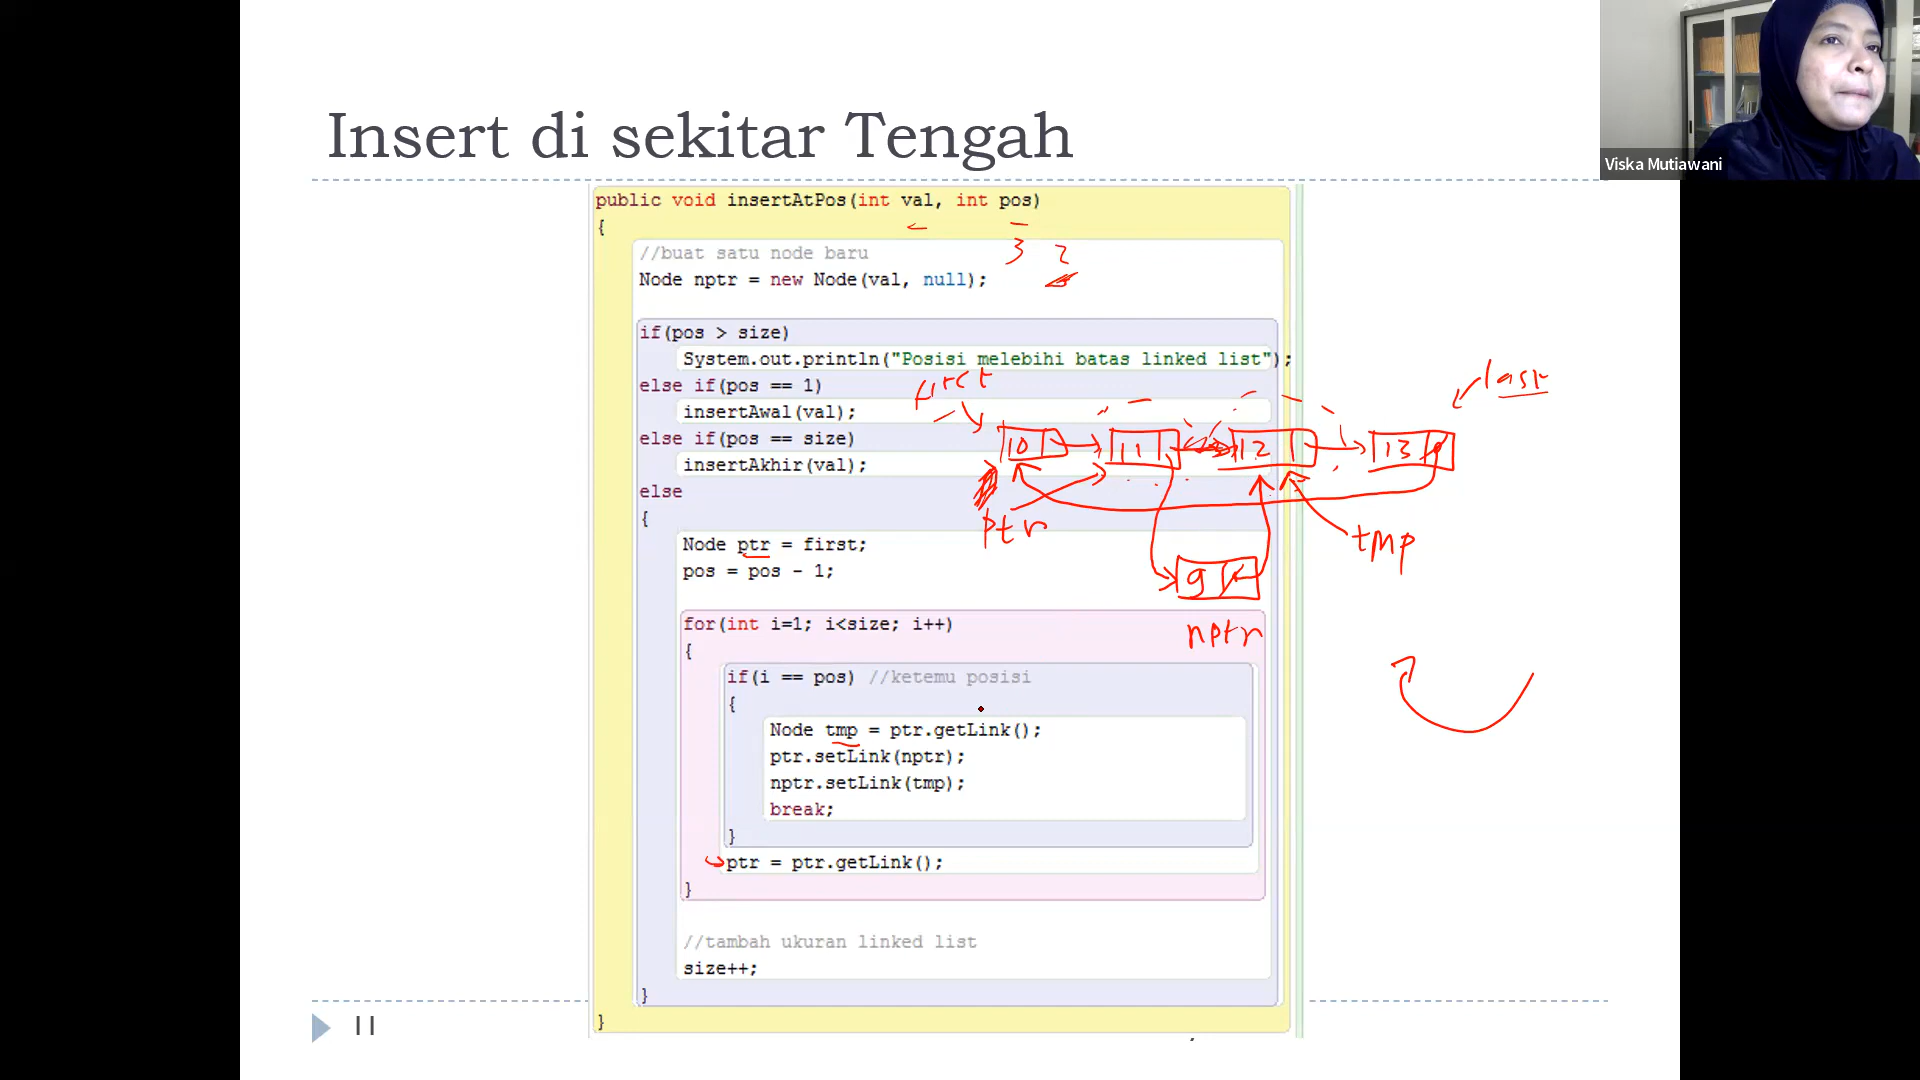 Viska Mutiawani
Insert di sekitar Tengah
public void insertAtPos(int val, int pos)
{
3 2
//buat satu node baru
Node nptr = new Node(val, null);
if(pos > size)
System.out.println("Posisi melebihi batas linked list");
else if(pos == 1)
first
last
insertAwal(val);
else if(pos == size)
10 11 12 13
insertAkhir(val);
else
{
ptr
tmp
Node ptr = first;
pos = pos - 1;
9
for(int i=1; i<size; i++)
nptr
{
if(i == pos) //ketemu posisi
{
Node tmp = ptr.getLink();
ptr.setLink(nptr);
nptr.setLink(tmp);
break;
}
ptr = ptr.getLink();
}
//tambah ukuran linked list
size++;
}
}
11